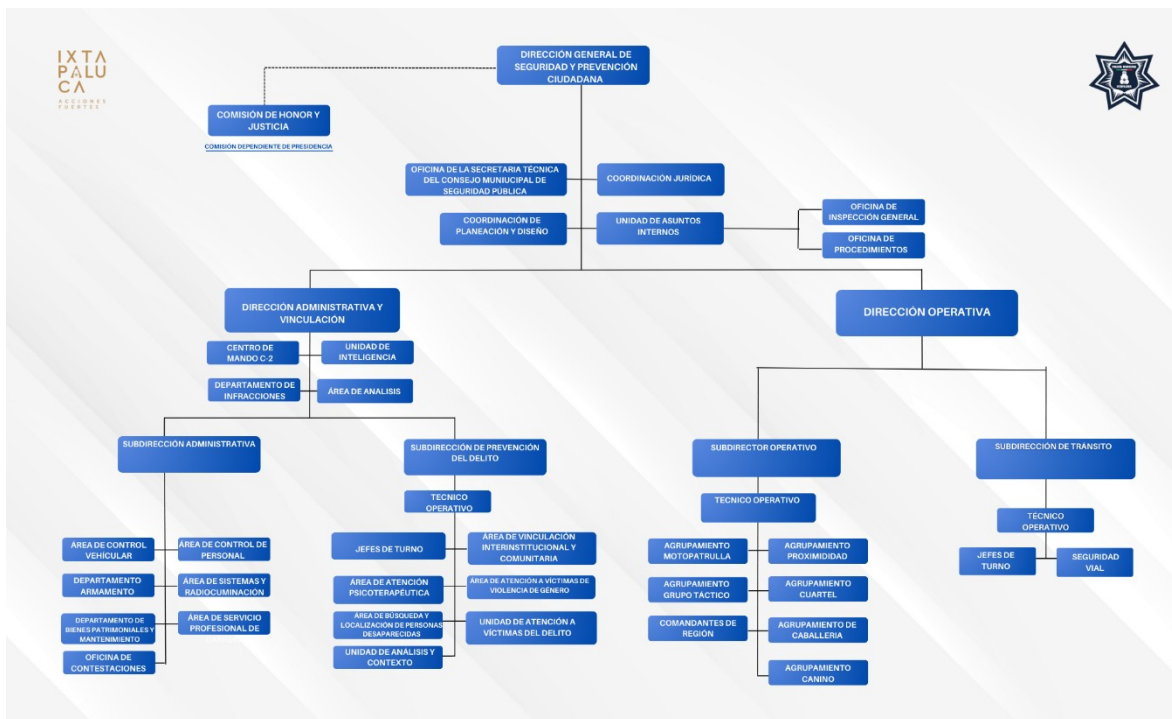 IXTA
PALU
CA
ACCIONES
FUERTES
DIRECCIÓN GENERAL DE
SEGURIDAD Y PREVENCIÓN
CIUDADANA
COMISIÓN DE HONOR Y
JUSTICIA
COMISIÓN DEPENDIENTE DE PRESIDENCIA
OFICINA DE LA SECRETARIA TÉCNICA
DEL CONSEJO MUNIUCIPAL DE
SEGURIDAD PÚBLICA
COORDINACIÓN JURÍDICA
COORDINACIÓN DE
PLANEACIÓN Y DISEÑO
UNIDAD DE ASUNTOS
INTERNOS
OFICINA DE
INSPECCIÓN GENERAL
OFICINA DE
PROCEDIMIENTOS
DIRECCIÓN ADMINISTRATIVA Y
VINCULACIÓN
DIRECCIÓN OPERATIVA
CENTRO DE
MANDO C-2
UNIDAD DE
INTELIGENCIA
DEPARTAMENTO DE
INFRACCIONES
ÁREA DE ANALISIS
SUBDIRECCIÓN ADMINISTRATIVA
SUBDIRECCIÓN DE PREVENCIÓN
DEL DELITO
SUBDIRECTOR OPERATIVO
SUBDIRECCIÓN DE TRÁNSITO
ÁREA DE CONTROL
VEHICULAR
ÁREA DE CONTROL DE
PERSONAL
DEPARTAMENTO
ARMAMENTO
ÁREA DE SISTEMAS Y
RADIOCUMINACIÓN
DEPARTAMENTO DE
BIENES PATRIMONIALES Y
MANTENIMIENTO
ÁREA DE SERVICIO
PROFESIONAL DE
OFICINA DE
CONTESTACIONES
TECNICO
OPERATIVO
JEFES DE TURNO
ÁREA DE VINCULACIÓN
INTERINSTITUCIONAL Y
COMUNITARIA
ÁREA DE ATENCIÓN
PSICOTERAPÉUTICA
ÁREA DE ATENCIÓN A VÍCTIMAS DE
VIOLENCIA DE GÉNERO
ÁREA DE BÚSQUEDA Y
LOCALIZACIÓN DE PERSONAS
DESAPARECIDAS
UNIDAD DE ATENCIÓN A
VÍCTIMAS DEL DELITO
UNIDAD DE ANÁLISIS Y
CONTEXTO
TECNICO OPERATIVO
AGRUPAMIENTO
MOTOPATRULLA
AGRUPAMIENTO
PROXIMIDIDAD
AGRUPAMIENTO
GRUPO TÁCTICO
AGRUPAMIENTO
CUARTEL
COMANDANTES DE
REGIÓN
AGRUPAMIENTO DE
CABALLERIA
AGRUPAMIENTO
CANINO
TÉCNICO
OPERATIVO
JEFES DE
TURNO
SEGURIDAD
VIAL